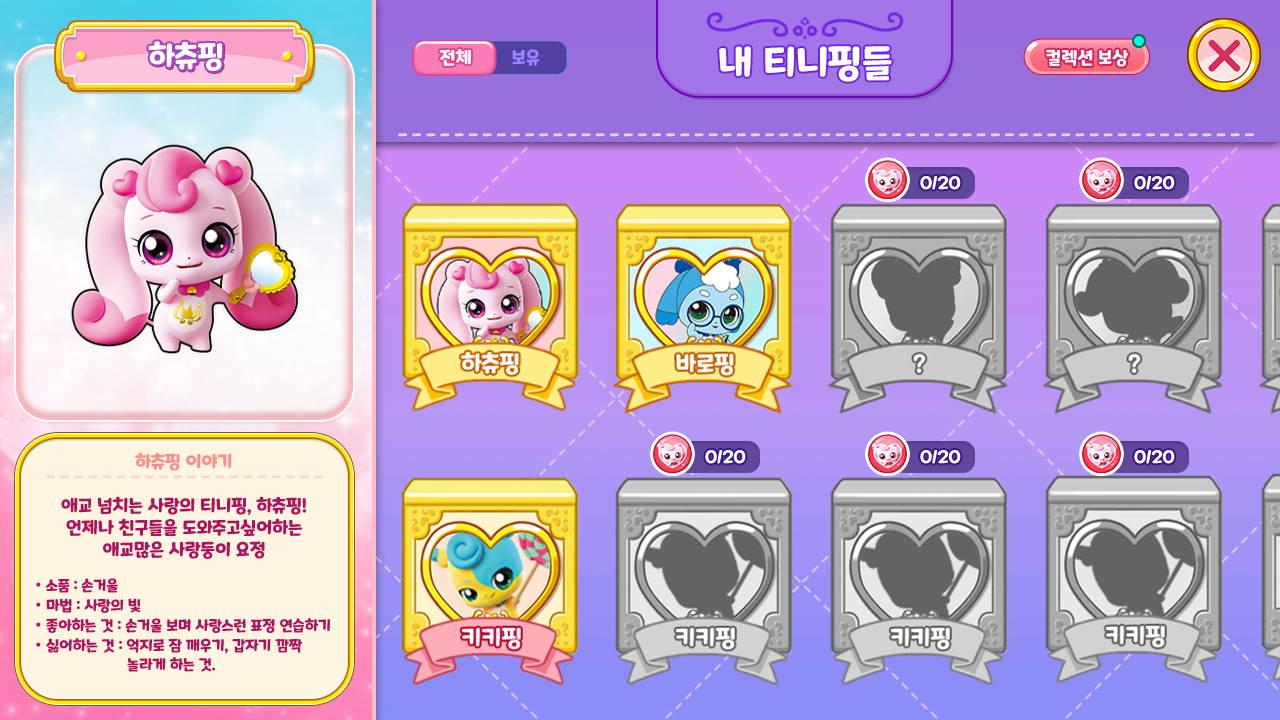 하츄핑
하츄핑 이야기
애교 넘치는 사랑의 티니핑, 하츄핑!
언제나 친구들을 도와주고싶어하는
애교많은 사랑둥이 요정
• 소품 : 손거울
• 마법 : 사랑의 빛
• 좋아하는 것 : 손거울 보며 사랑스런 표정 연습하기
• 싫어하는 것 : 억지로 잠 깨우기, 갑자기 깜짝
놀라게 하는 것.
전체
보유
내 티니핑들
컬렉션 보상
0/20
0/20
하츄핑
바로핑
?
?
0/20
0/20
0/20
키키핑
키키핑
키키핑
키키핑